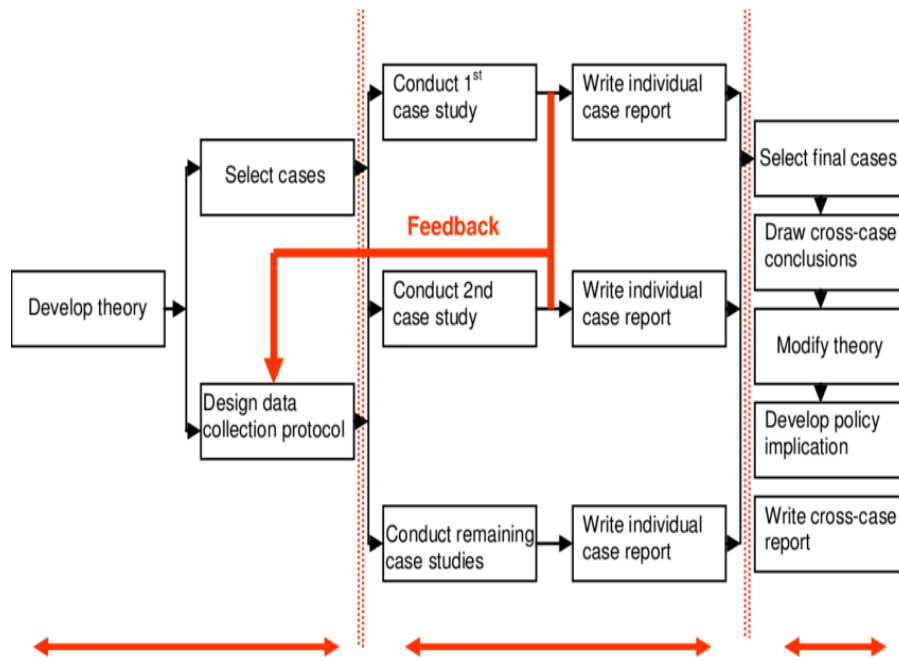 Develop theory
Select cases
Design data
collection protocol
Feedback
Conduct 1st
case study
Write individual
case report
Conduct 2nd
case study
Write individual
case report
Conduct remaining
case studies
Write individual
case report
Select final cases
Draw cross-case
conclusions
Modify theory
Develop policy
implication
Write cross-case
report